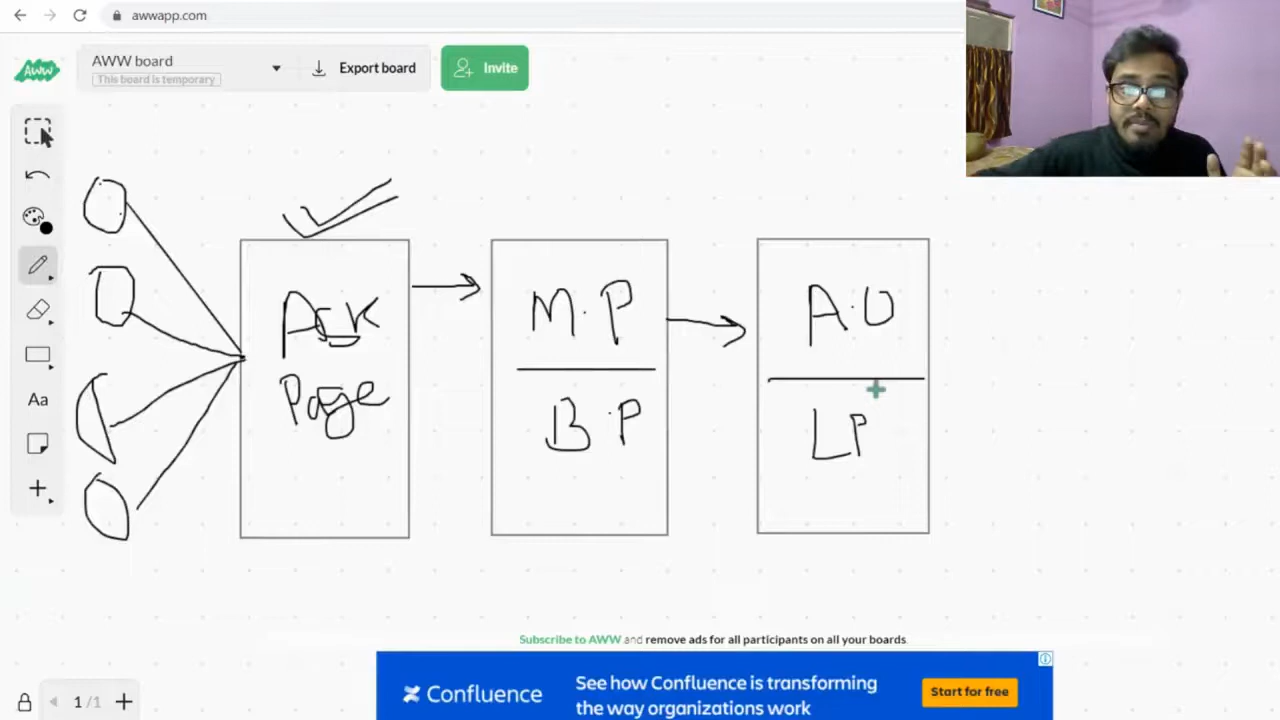 awwapp.com
AWW
AWW board
This board is temporary
Export board
Invite
Aa
Ask
Page
M.P
B.P
A.O
LP
Subscribe to AWW and remove ads for all participants on all your boards
Confluence
See how Confluence is transforming
the way organizations work
Start for free
1 / 1